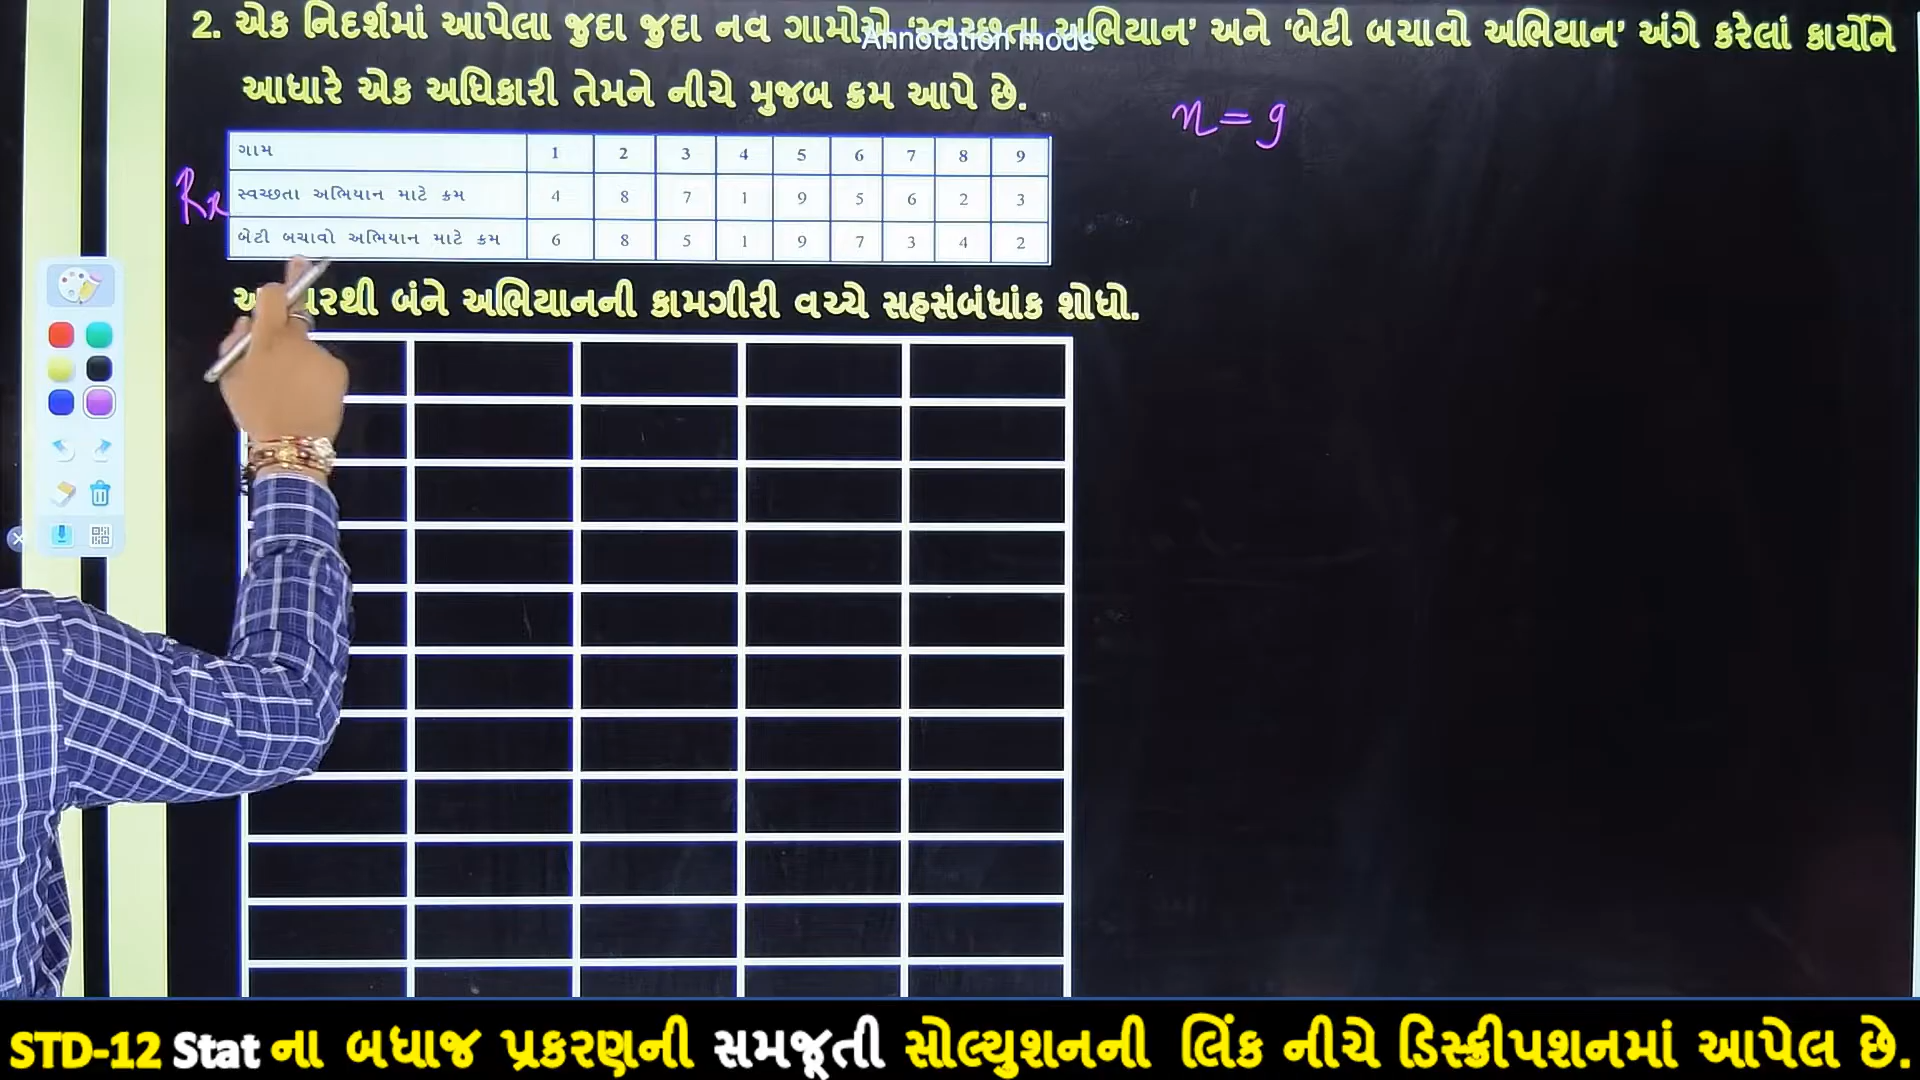 2. એક નિદર્શમાં આપેલા જુદા જુદા નવ ગામોએ ‘સ્વચ્છતા અભિયાન’ અને ‘બેટી બચાવો અભિયાન’ અંગે કરેલાં કાર્યોને
Annotation mode
આધારે એક અધિકારી તેમને નીચે મુજબ ક્રમ આપે છે.
n = 9
ગામ 1 2 3 4 5 6 7 8 9
Rx સ્વચ્છતા અભિયાન માટે ક્રમ 4 8 7 1 9 5 6 2 3
બેટી બચાવો અભિયાન માટે ક્રમ 6 8 5 1 9 7 3 4 2
બંને અભિયાનની કામગીરી વચ્ચે સહસંબંધાંક શોધો.
STD-12 Stat ના બધાજ પ્રકરણની સમજૂતી સોલ્યુશનની લિંક નીચે ડિસ્ક્રીપશનમાં આપેલ છે.